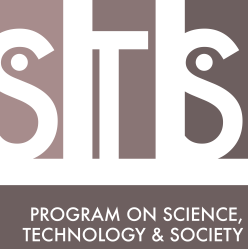 STS
PROGRAM ON SCIENCE,
TECHNOLOGY & SOCIETY